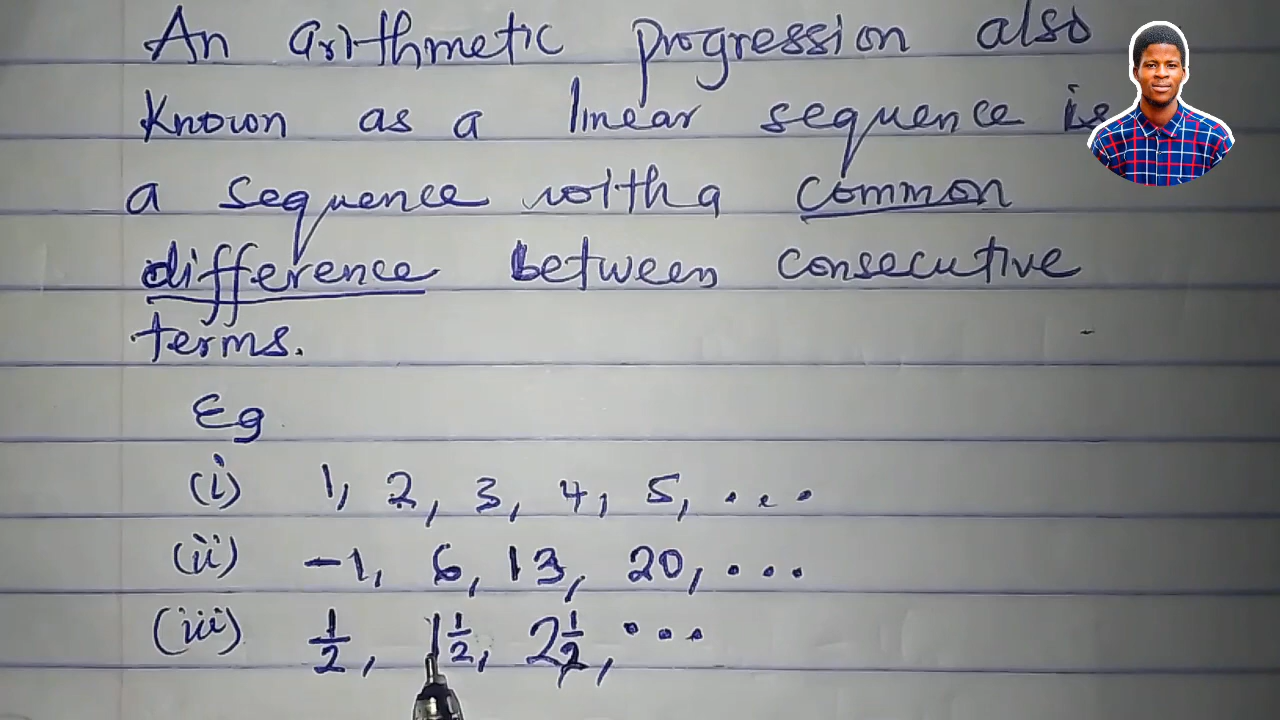 An arithmetic progression also
known as a linear sequence is
a sequence with a common
difference between consecutive
terms.
Eg
(i) 1, 2, 3, 4, 5, ...
(ii) -1, 6, 13, 20, ...
(iii) 1/2, 1 1/2, 2 1/2, ...